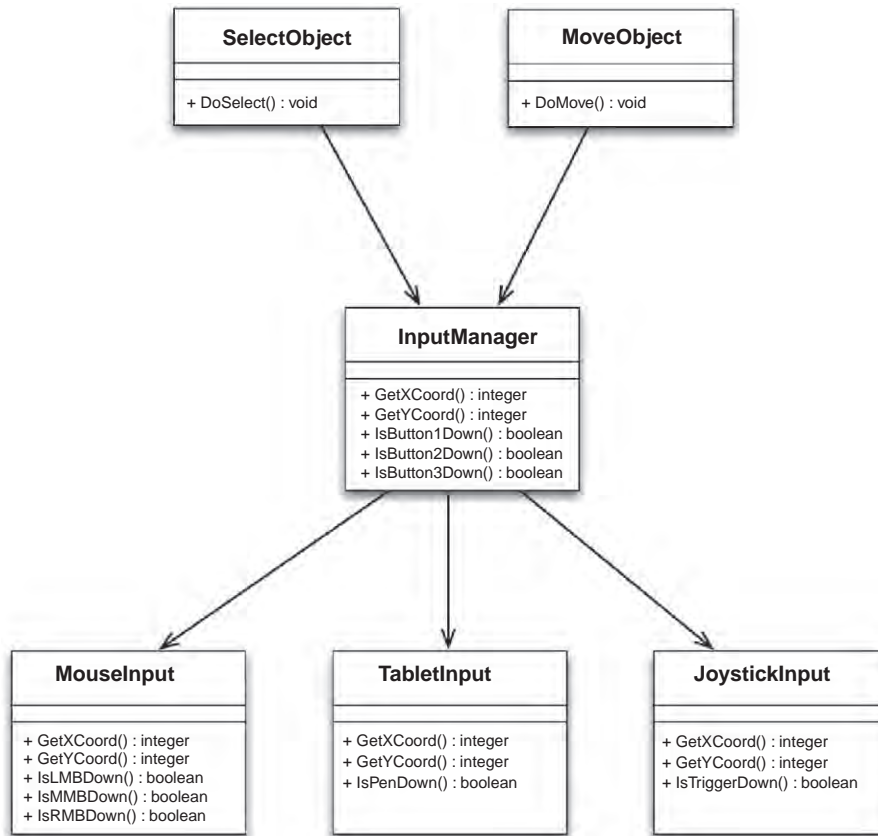 SelectObject
+ DoSelect() : void
MoveObject
+ DoMove() : void
InputManager
+ GetXCoord() : integer
+ GetYCoord() : integer
+ IsButton1Down() : boolean
+ IsButton2Down() : boolean
+ IsButton3Down() : boolean
MouseInput
+ GetXCoord() : integer
+ GetYCoord() : integer
+ IsLMBDown() : boolean
+ IsMMBDown() : boolean
+ IsRMBDown() : boolean
TabletInput
+ GetXCoord() : integer
+ GetYCoord() : integer
+ IsPenDown() : boolean
JoystickInput
+ GetXCoord() : integer
+ GetYCoord() : integer
+ IsTriggerDown() : boolean